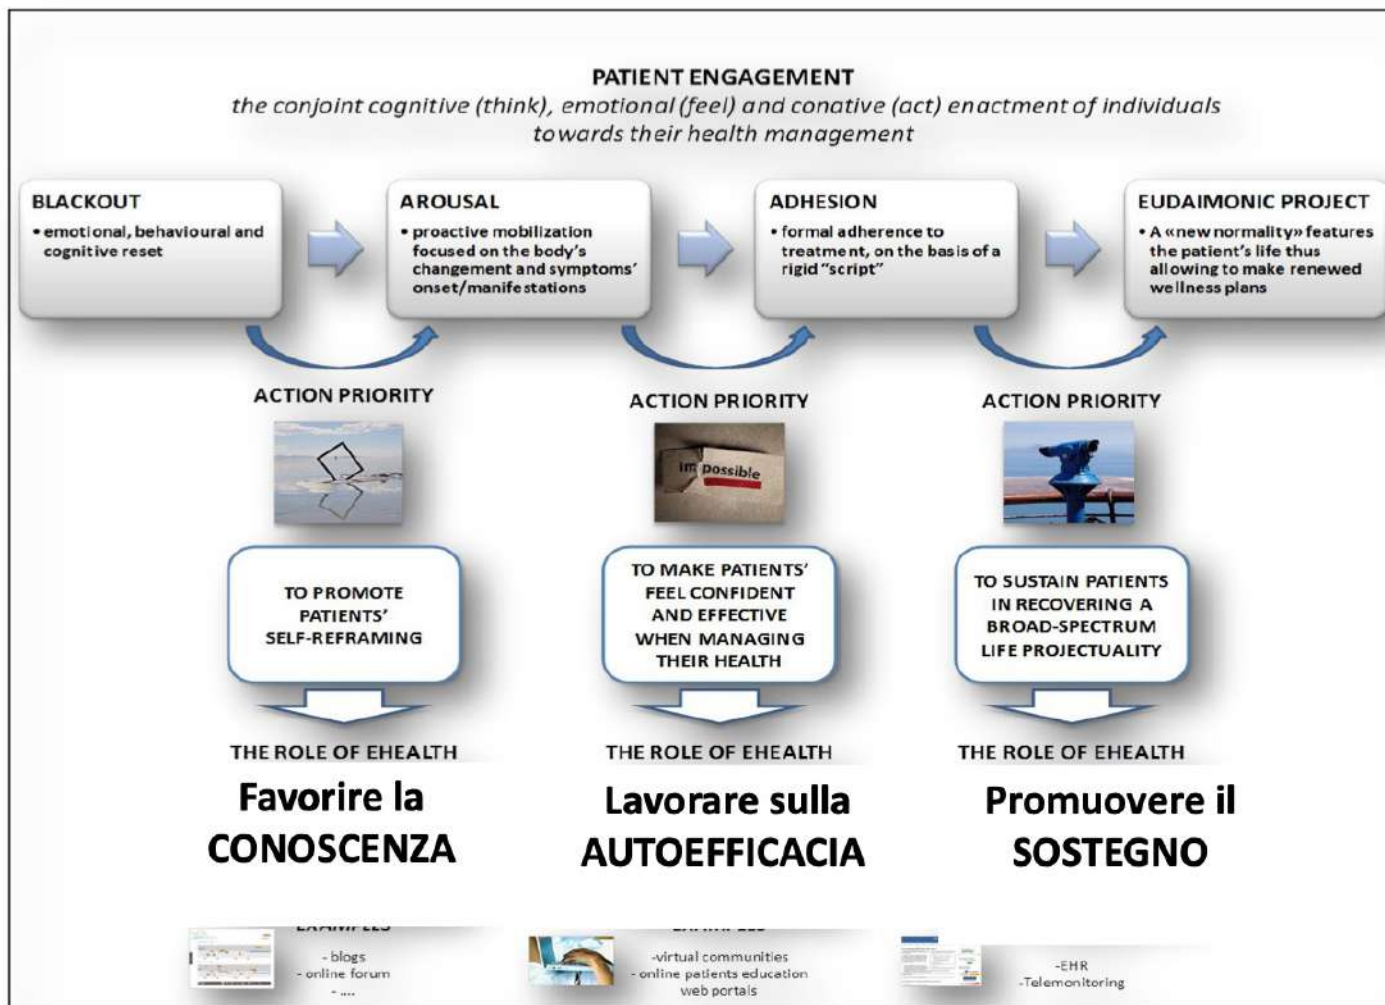 PATIENT ENGAGEMENT
the conjoint cognitive (think), emotional (feel) and conative (act) enactment of individuals
towards their health management
BLACKOUT
• emotional, behavioural and
cognitive reset
AROUSAL
• proactive mobilization
focused on the body's
changement and symptoms'
onset/manifestations
ADHESION
• formal adherence to
treatment, on the basis of a
rigid "script"
EUDAIMONIC PROJECT
• A «new normality» features
the patient's life thus
allowing to make renewed
wellness plans
ACTION PRIORITY
ACTION PRIORITY
ACTION PRIORITY
impossible
TO PROMOTE
PATIENTS'
SELF-REFRAMING
TO MAKE PATIENTS'
FEEL CONFIDENT
AND EFFECTIVE
WHEN MANAGING
THEIR HEALTH
TO SUSTAIN PATIENTS
IN RECOVERING A
BROAD-SPECTRUM
LIFE PROJECTUALITY
THE ROLE OF EHEALTH
THE ROLE OF EHEALTH
THE ROLE OF EHEALTH
Favorire la
CONOSCENZA
Lavorare sulla
AUTOEFFICACIA
Promuovere il
SOSTEGNO
EXAMPLES
- blogs
- online forum
- ....
EXAMPLES
-virtual communities
- online patients education
web portals
-EHR
-Telemonitoring